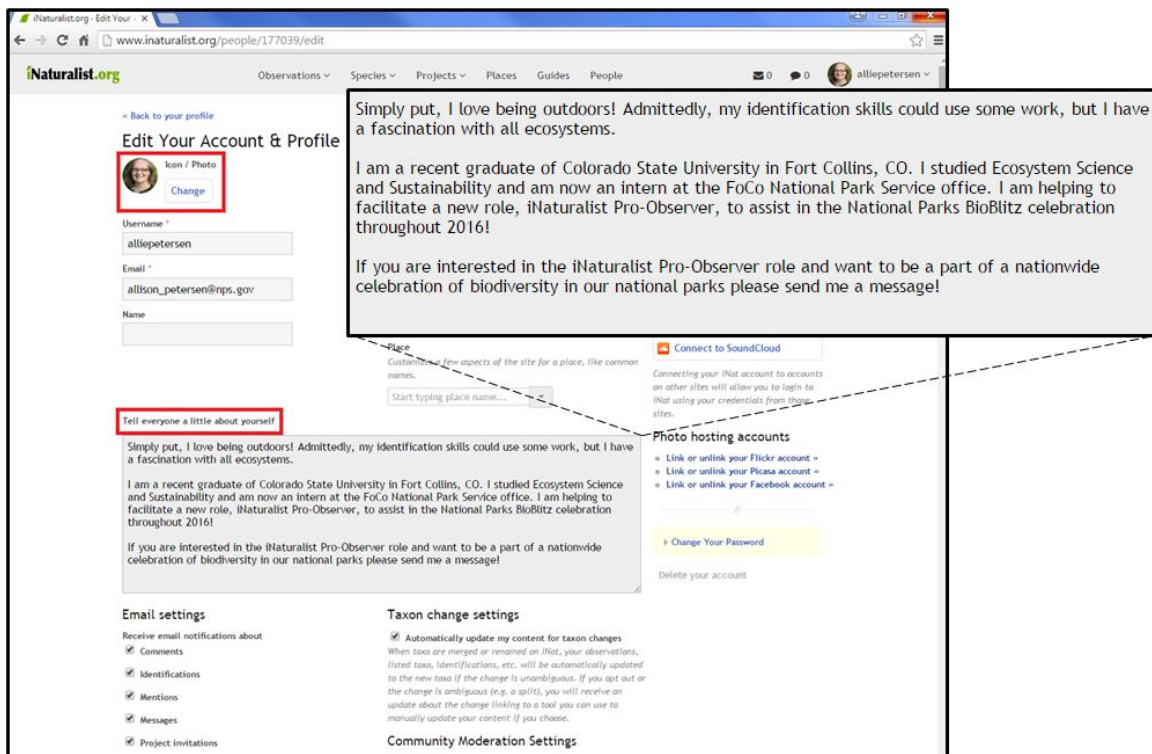 iNaturalist.org - Edit Your
www.inaturalist.org/people/177039/edit
iNaturalist.org
Observations
Species
Projects
Places
Guides
People
0
0
alliepetersen
« Back to your profile
Edit Your Account & Profile
Icon / Photo
Change
Username *
alliepetersen
Email *
allison_petersen@nps.gov
Name
Simply put, I love being outdoors! Admittedly, my identification skills could use some work, but I have
a fascination with all ecosystems.
I am a recent graduate of Colorado State University in Fort Collins, CO. I studied Ecosystem Science
and Sustainability and am now an intern at the FoCo National Park Service office. I am helping to
facilitate a new role, iNaturalist Pro-Observer, to assist in the National Parks BioBlitz celebration
throughout 2016!
If you are interested in the iNaturalist Pro-Observer role and want to be a part of a nationwide
celebration of biodiversity in our national parks please send me a message!
Place
Customizes a few aspects of the site for a place, like common
names.
Start typing place name...
Connect to SoundCloud
Connecting your iNat account to accounts
on other sites will allow you to login to
iNat using your credentials from those
sites.
Tell everyone a little about yourself
Simply put, I love being outdoors! Admittedly, my identification skills could use some work, but I have
a fascination with all ecosystems.
I am a recent graduate of Colorado State University in Fort Collins, CO. I studied Ecosystem Science
and Sustainability and am now an intern at the FoCo National Park Service office. I am helping to
facilitate a new role, iNaturalist Pro-Observer, to assist in the National Parks BioBlitz celebration
throughout 2016!
If you are interested in the iNaturalist Pro-Observer role and want to be a part of a nationwide
celebration of biodiversity in our national parks please send me a message!
Photo hosting accounts
Link or unlink your Flickr account »
Link or unlink your Picasa account »
Link or unlink your Facebook account »
Change Your Password
Delete your account
Email settings
Receive email notifications about
Comments
Identifications
Mentions
Messages
Project invitations
Taxon change settings
Automatically update my content for taxon changes
When taxa are merged or renamed on iNat, your observations,
listed taxa, identifications, etc. will be automatically updated
to the new taxa if the change is unambiguous. If you opt out or
the change is ambiguous (e.g. a split), you will receive an
update about the change linking to a tool you can use to
manually update your content if you choose.
Community Moderation Settings